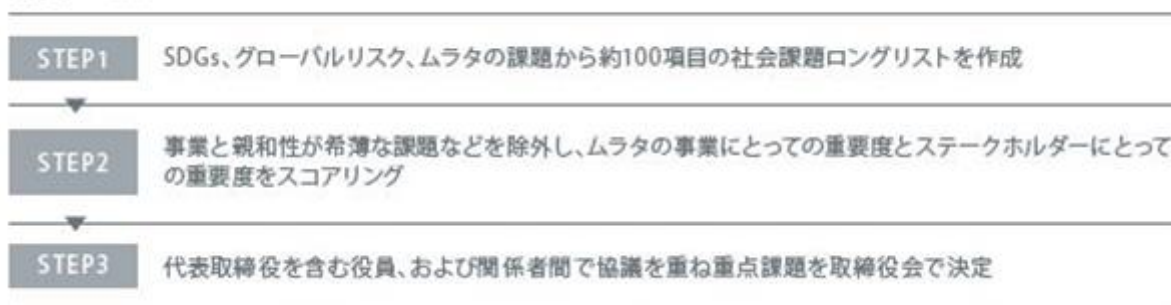 STEP1
SDGs、グローバルリスク、ムラタの課題から約100項目の社会課題ロングリストを作成
STEP2
事業と親和性が希薄な課題などを除外し、ムラタの事業にとっての重要度とステークホルダーにとって
の重要度をスコアリング
STEP3
代表取締役を含む役員、および関係者間で協議を重ね重点課題を取締役会で決定